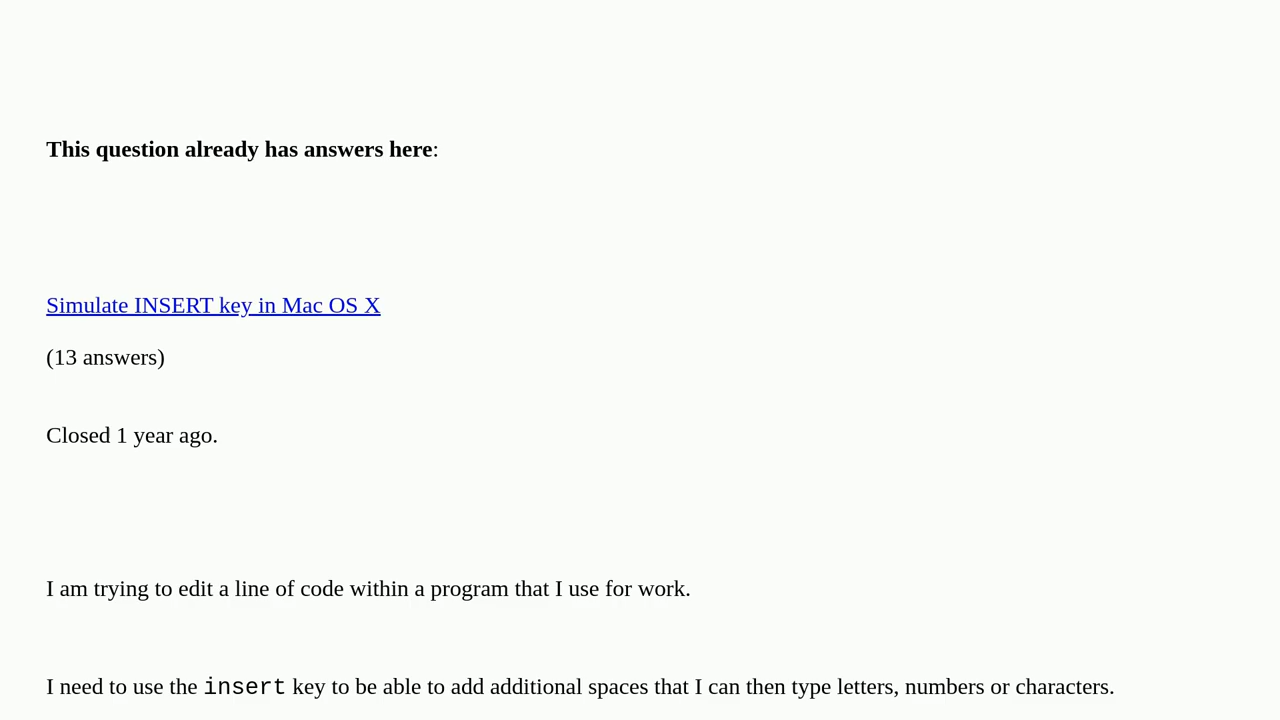 This question already has answers here:
Simulate INSERT key in Mac OS X
(13 answers)
Closed 1 year ago.
I am trying to edit a line of code within a program that I use for work.
I need to use the insert key to be able to add additional spaces that I can then type letters, numbers or characters.